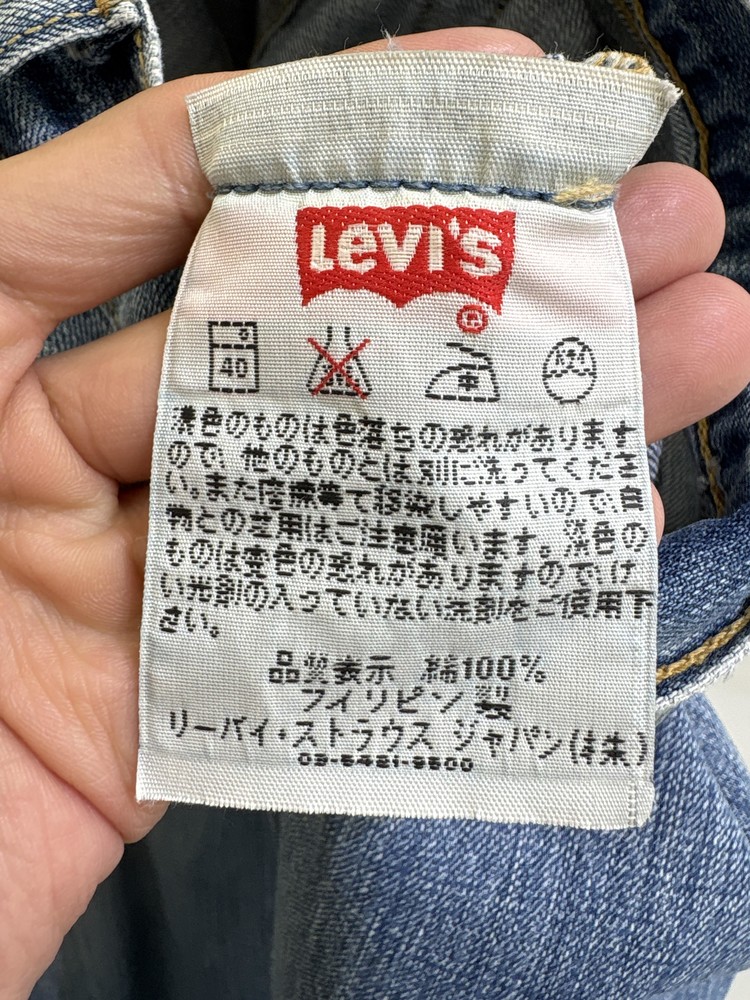 LEVI'S
®
40
濃色のものは色落ちの恐れがあります
ので、他のものとは別に洗ってくださ
い。また摩擦等で移染しやすいので、白
物との兼用はご注意願います。淡色の
ものは変色の恐れがありますので、け
い光剤の入っていない洗剤をご使用下
さい。
品質表示 綿100%
フィリピン製
リーバイ・ストラウス ジャパン(株)